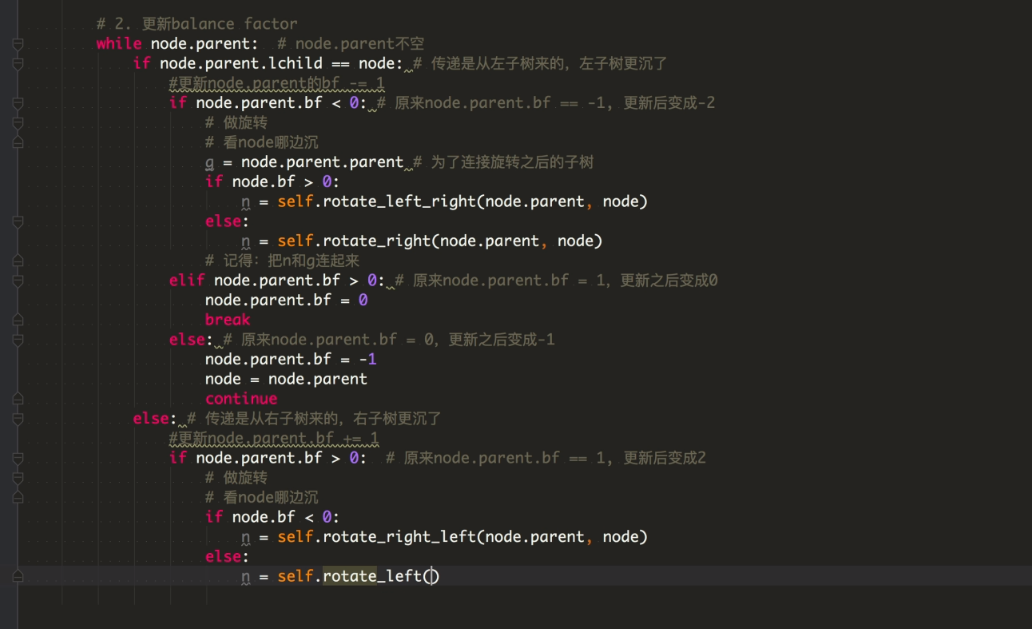 # 2. 更新balance factor
while node.parent:  # node.parent不空
if node.parent.lchild == node: # 传递是从左子树来的，左子树更沉了
#更新node.parent的bf -= 1
if node.parent.bf < 0: # 原来node.parent.bf == -1, 更新后变成-2
# 做旋转
# 看node哪边沉
g = node.parent.parent # 为了连接旋转之后的子树
if node.bf > 0:
n = self.rotate_left_right(node.parent, node)
else:
n = self.rotate_right(node.parent, node)
# 记得：把n和g连起来
elif node.parent.bf > 0: # 原来node.parent.bf = 1，更新之后变成0
node.parent.bf = 0
break
else: # 原来node.parent.bf = 0，更新之后变成-1
node.parent.bf = -1
node = node.parent
continue
else: # 传递是从右子树来的，右子树更沉了
#更新node.parent.bf += 1
if node.parent.bf > 0:  # 原来node.parent.bf == 1, 更新后变成2
# 做旋转
# 看node哪边沉
if node.bf < 0:
n = self.rotate_right_left(node.parent, node)
else:
n = self.rotate_left()